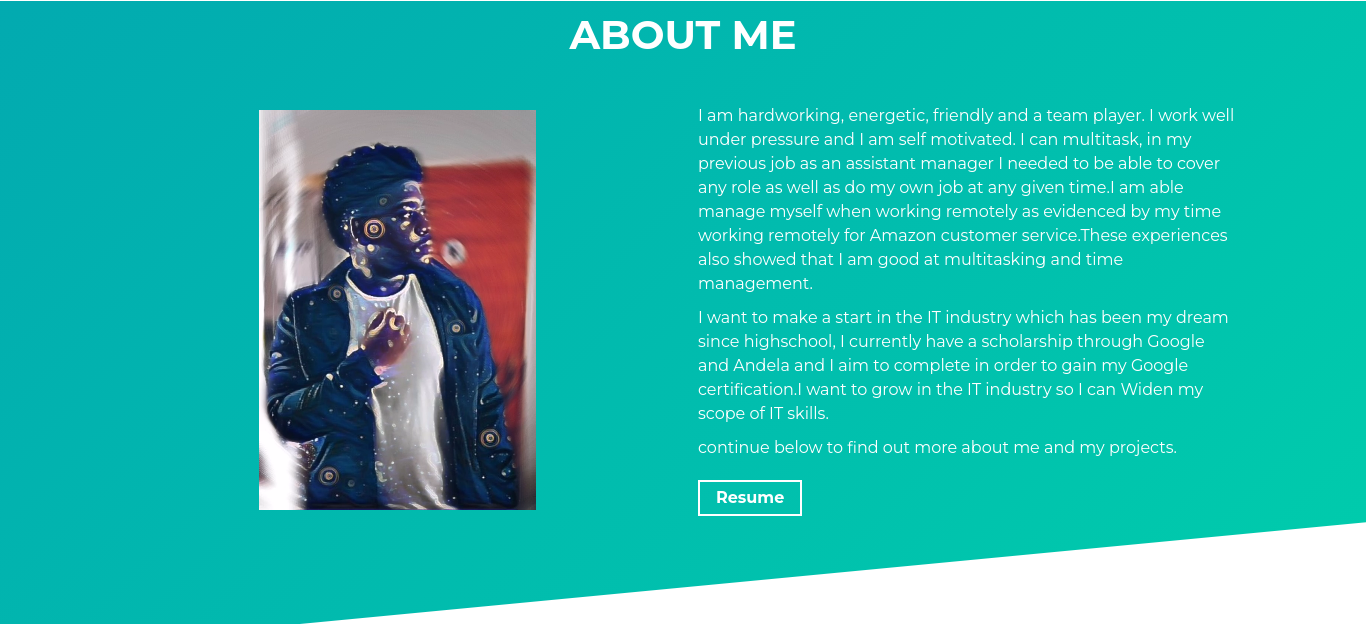 ABOUT ME
I am hardworking, energetic, friendly and a team player. I work well
under pressure and I am self motivated. I can multitask, in my
previous job as an assistant manager I needed to be able to cover
any role as well as do my own job at any given time.I am able
manage myself when working remotely as evidenced by my time
working remotely for Amazon customer service.These experiences
also showed that I am good at multitasking and time
management.
I want to make a start in the IT industry which has been my dream
since highschool, I currently have a scholarship through Google
and Andela and I aim to complete in order to gain my Google
certification.I want to grow in the IT industry so I can Widen my
scope of IT skills.
continue below to find out more about me and my projects.
Resume